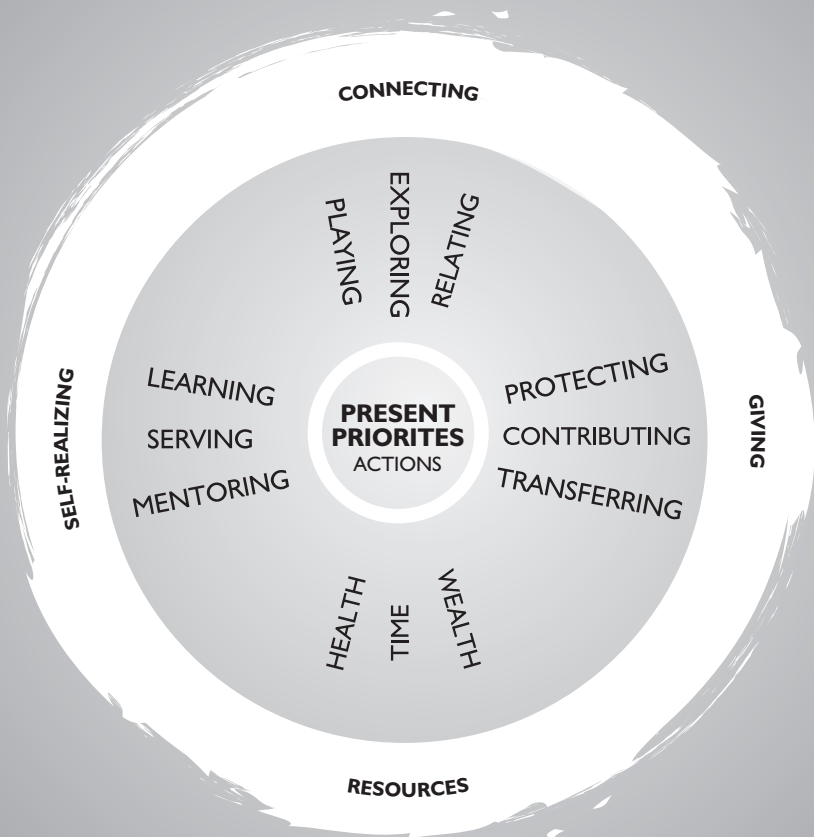 CONNECTING
PLAYING
EXPLORING
RELATING
SELF-REALIZING
LEARNING
SERVING
MENTORING
PRESENT
PRIORITES
ACTIONS
PROTECTING
CONTRIBUTING
TRANSFERRING
GIVING
HEALTH
TIME
WEALTH
RESOURCES